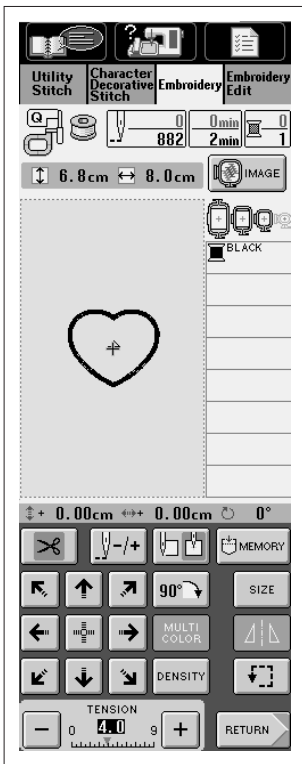 Utility Stitch
Character Decorative Stitch
Embroidery
Embroidery Edit
Q
0
882
0min
2min
0
1
6.8cm
8.0cm
IMAGE
BLACK
+ 0.00cm
+ 0.00cm
0°
-/+
MEMORY
90°
SIZE
MULTI COLOR
DENSITY
TENSION
0 4.0 9
− +
RETURN